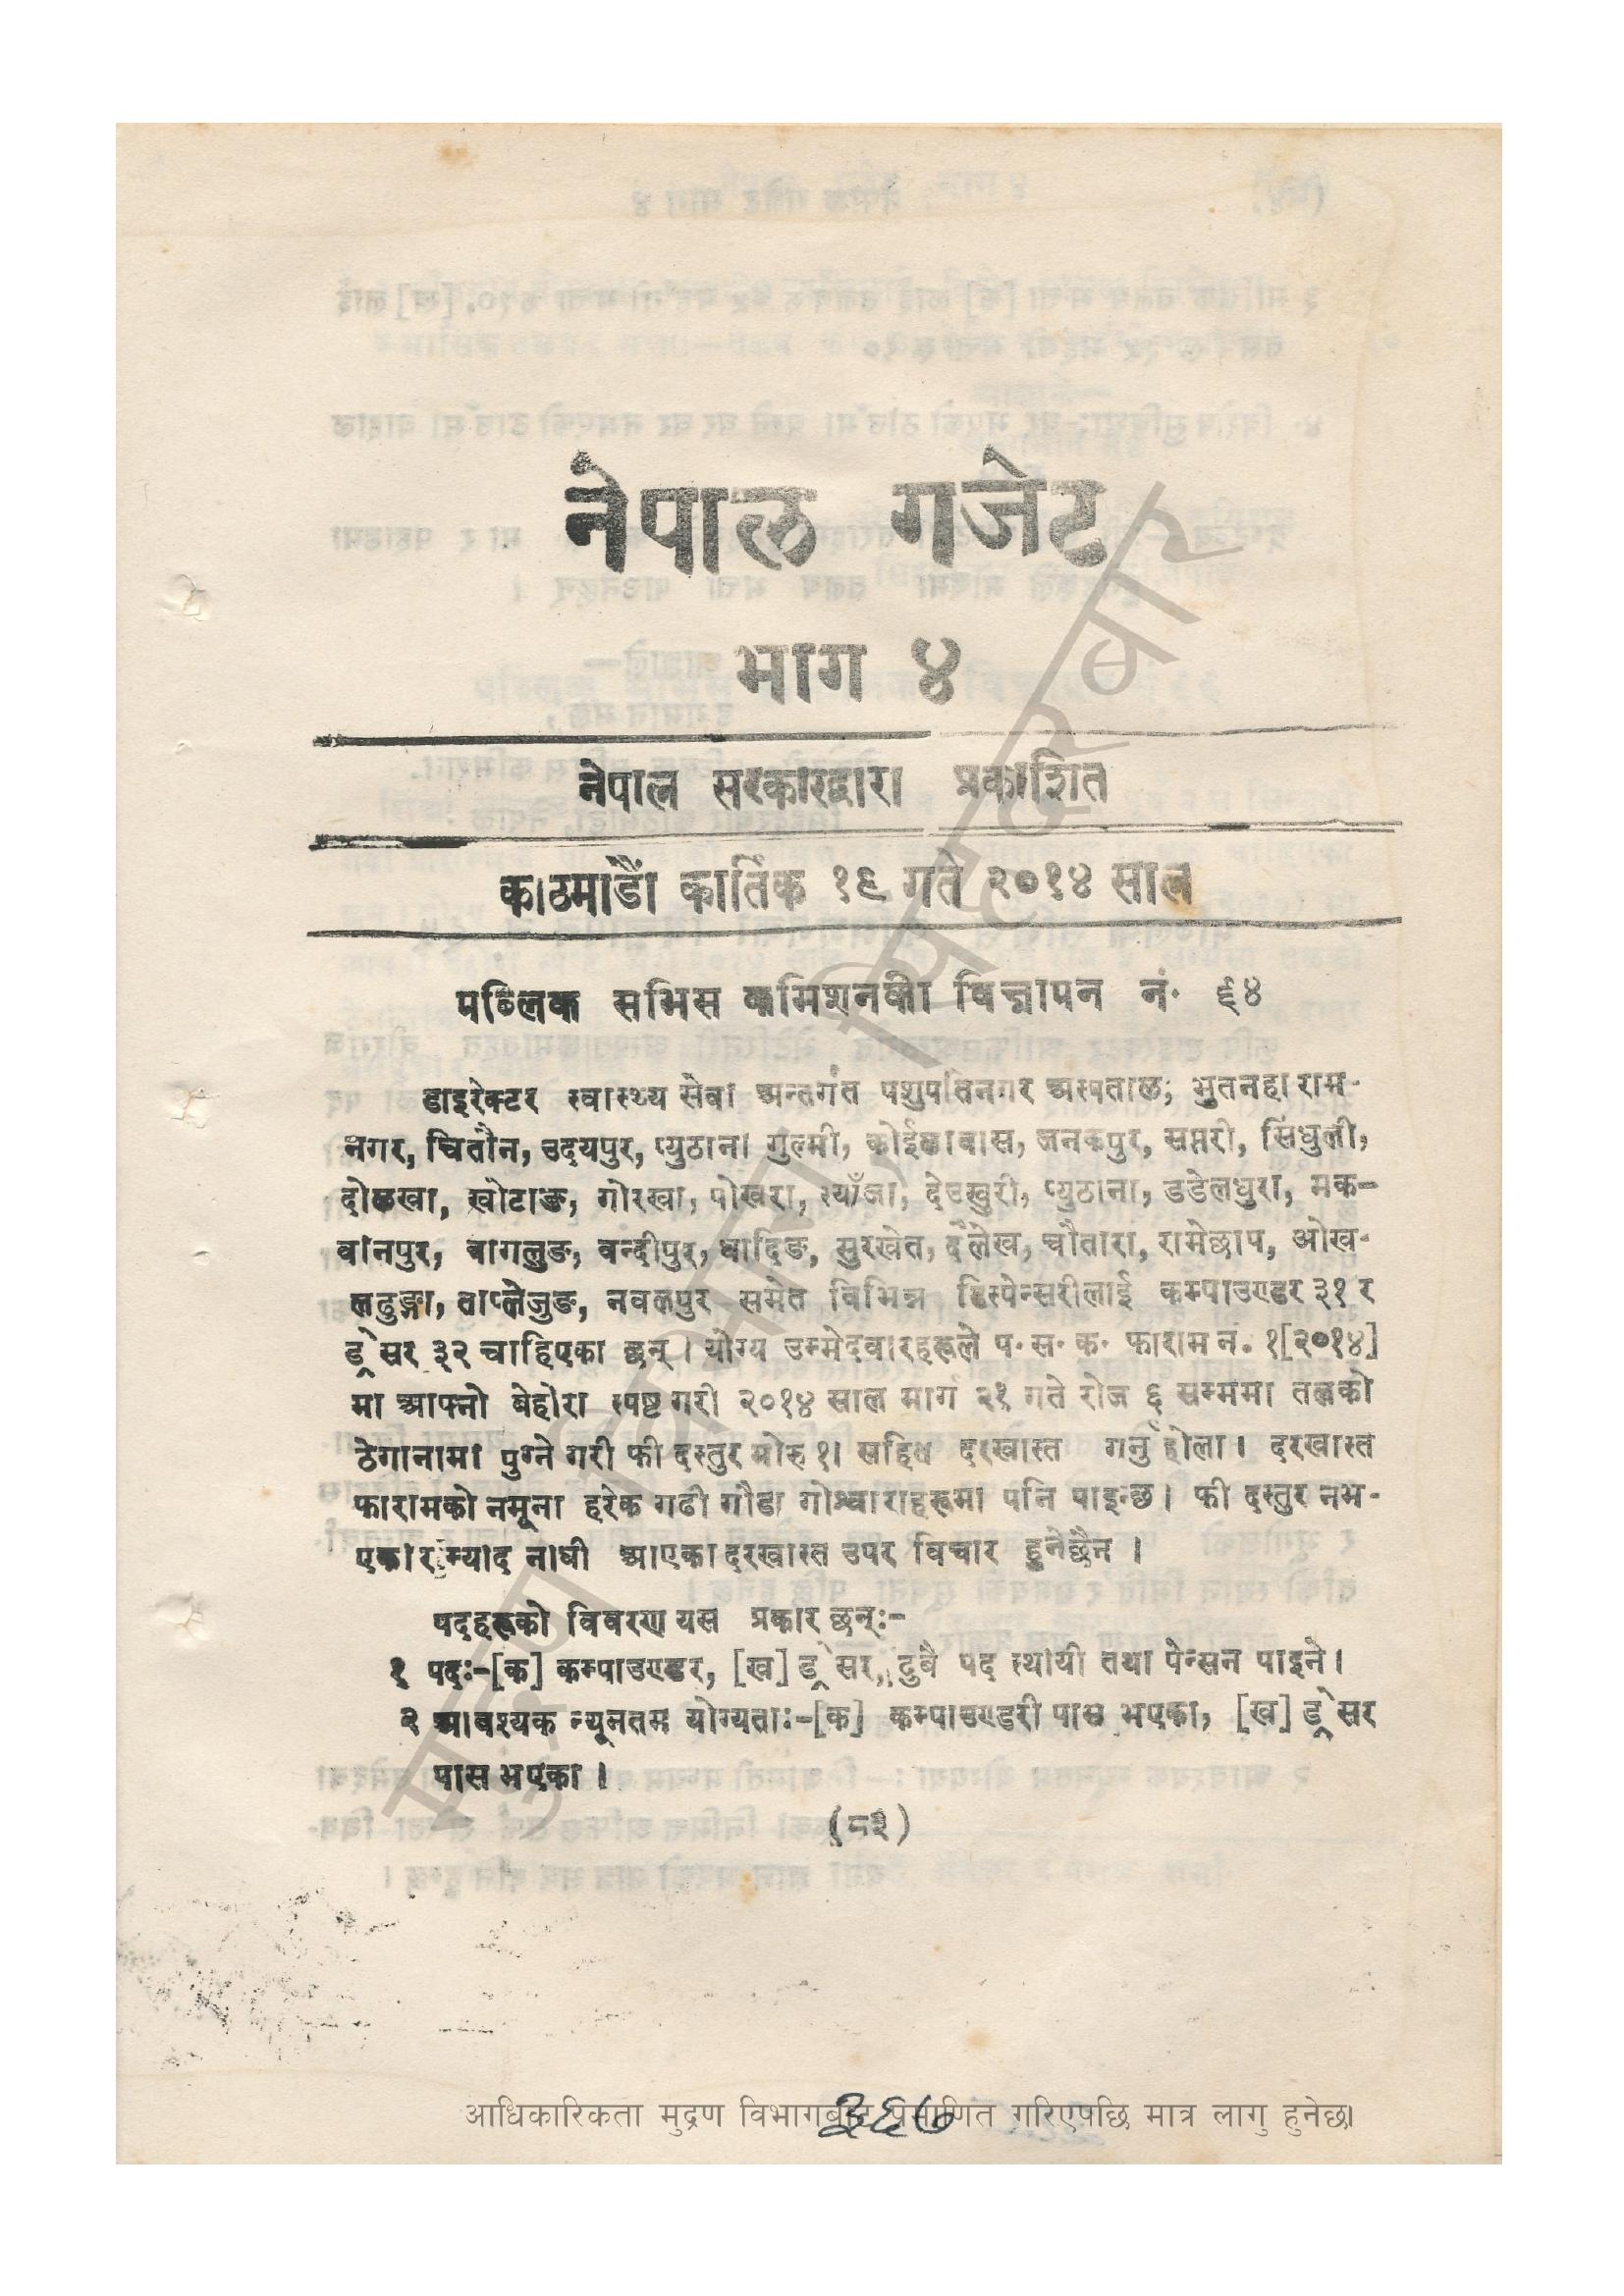 नेपाल गजेट
भाग ४
नेपाल सरकारद्वारा प्रकाशित
काठमाडौं कार्तिक १९ गते २०१४ साल
पब्लिक सर्भिस कमिशनको विज्ञापन नं· ९४
डाइरेक्टर स्वास्थ्य सेवा अन्तर्गत पशुपतिनगर अस्पताल; भुतनहा राम-
नगर, चितौन, उदयपुर, प्युठाना गुल्मी, कोईलाबास, जनकपुर, सप्तरी, सिंधुली,
दोलखा, खोटाङ, गोरखा, पोखरा, स्याँजा, देउखुरी, प्युठाना, डडेलधुरा, मक-
वानपुर, बागलुङ, बन्दीपुर, धादिङ, सुरखेत, दैलेख, चौतारा, रामेछाप, ओख-
लढुङ्गा, ताप्लेजुङ, नवलपुर समेत विभिन्न डिस्पेन्सरीलाई कम्पाउण्डर ३१ र
ड्रेसर ३२ चाहिएका छन् । योग्य उम्मेदवारहरूले प· स· क· फाराम नं. १[२०१४]
मा आफ्नो बेहोरा स्पष्ट गरी २०१४ साल मार्ग २१ गते रोज ६ सम्ममा तलको
ठेगानामा पुग्ने गरी फी दस्तुर मोरु १। सहित दरखास्त गर्नु होला । दरखास्त
फारामको नमूना हरेक गढी गौडा गोश्वाराहरूमा पनि पाइन्छ । फी दस्तुर नभ-
एका र म्याद नाघी आएका दरखास्त उपर विचार हुनेछैन ।
पदहरूको विवरण यस प्रकार छन्ः-
१ पदः-[क] कम्पाउण्डर, [ख] ड्रेसर, दुबै पद स्थायी तथा पेन्सन पाइने ।
२ आवश्यक न्यूनतम योग्यताः-[क] कम्पाउण्डरी पास भएका, [ख] ड्रेसर
पास भएका ।
(८३)
आधिकारिकता मुद्रण विभागबाट प्रमाणित गरिएपछि मात्र लागु हुनेछ।
३६७
मुद्रण विभाग, सिंहदरबार